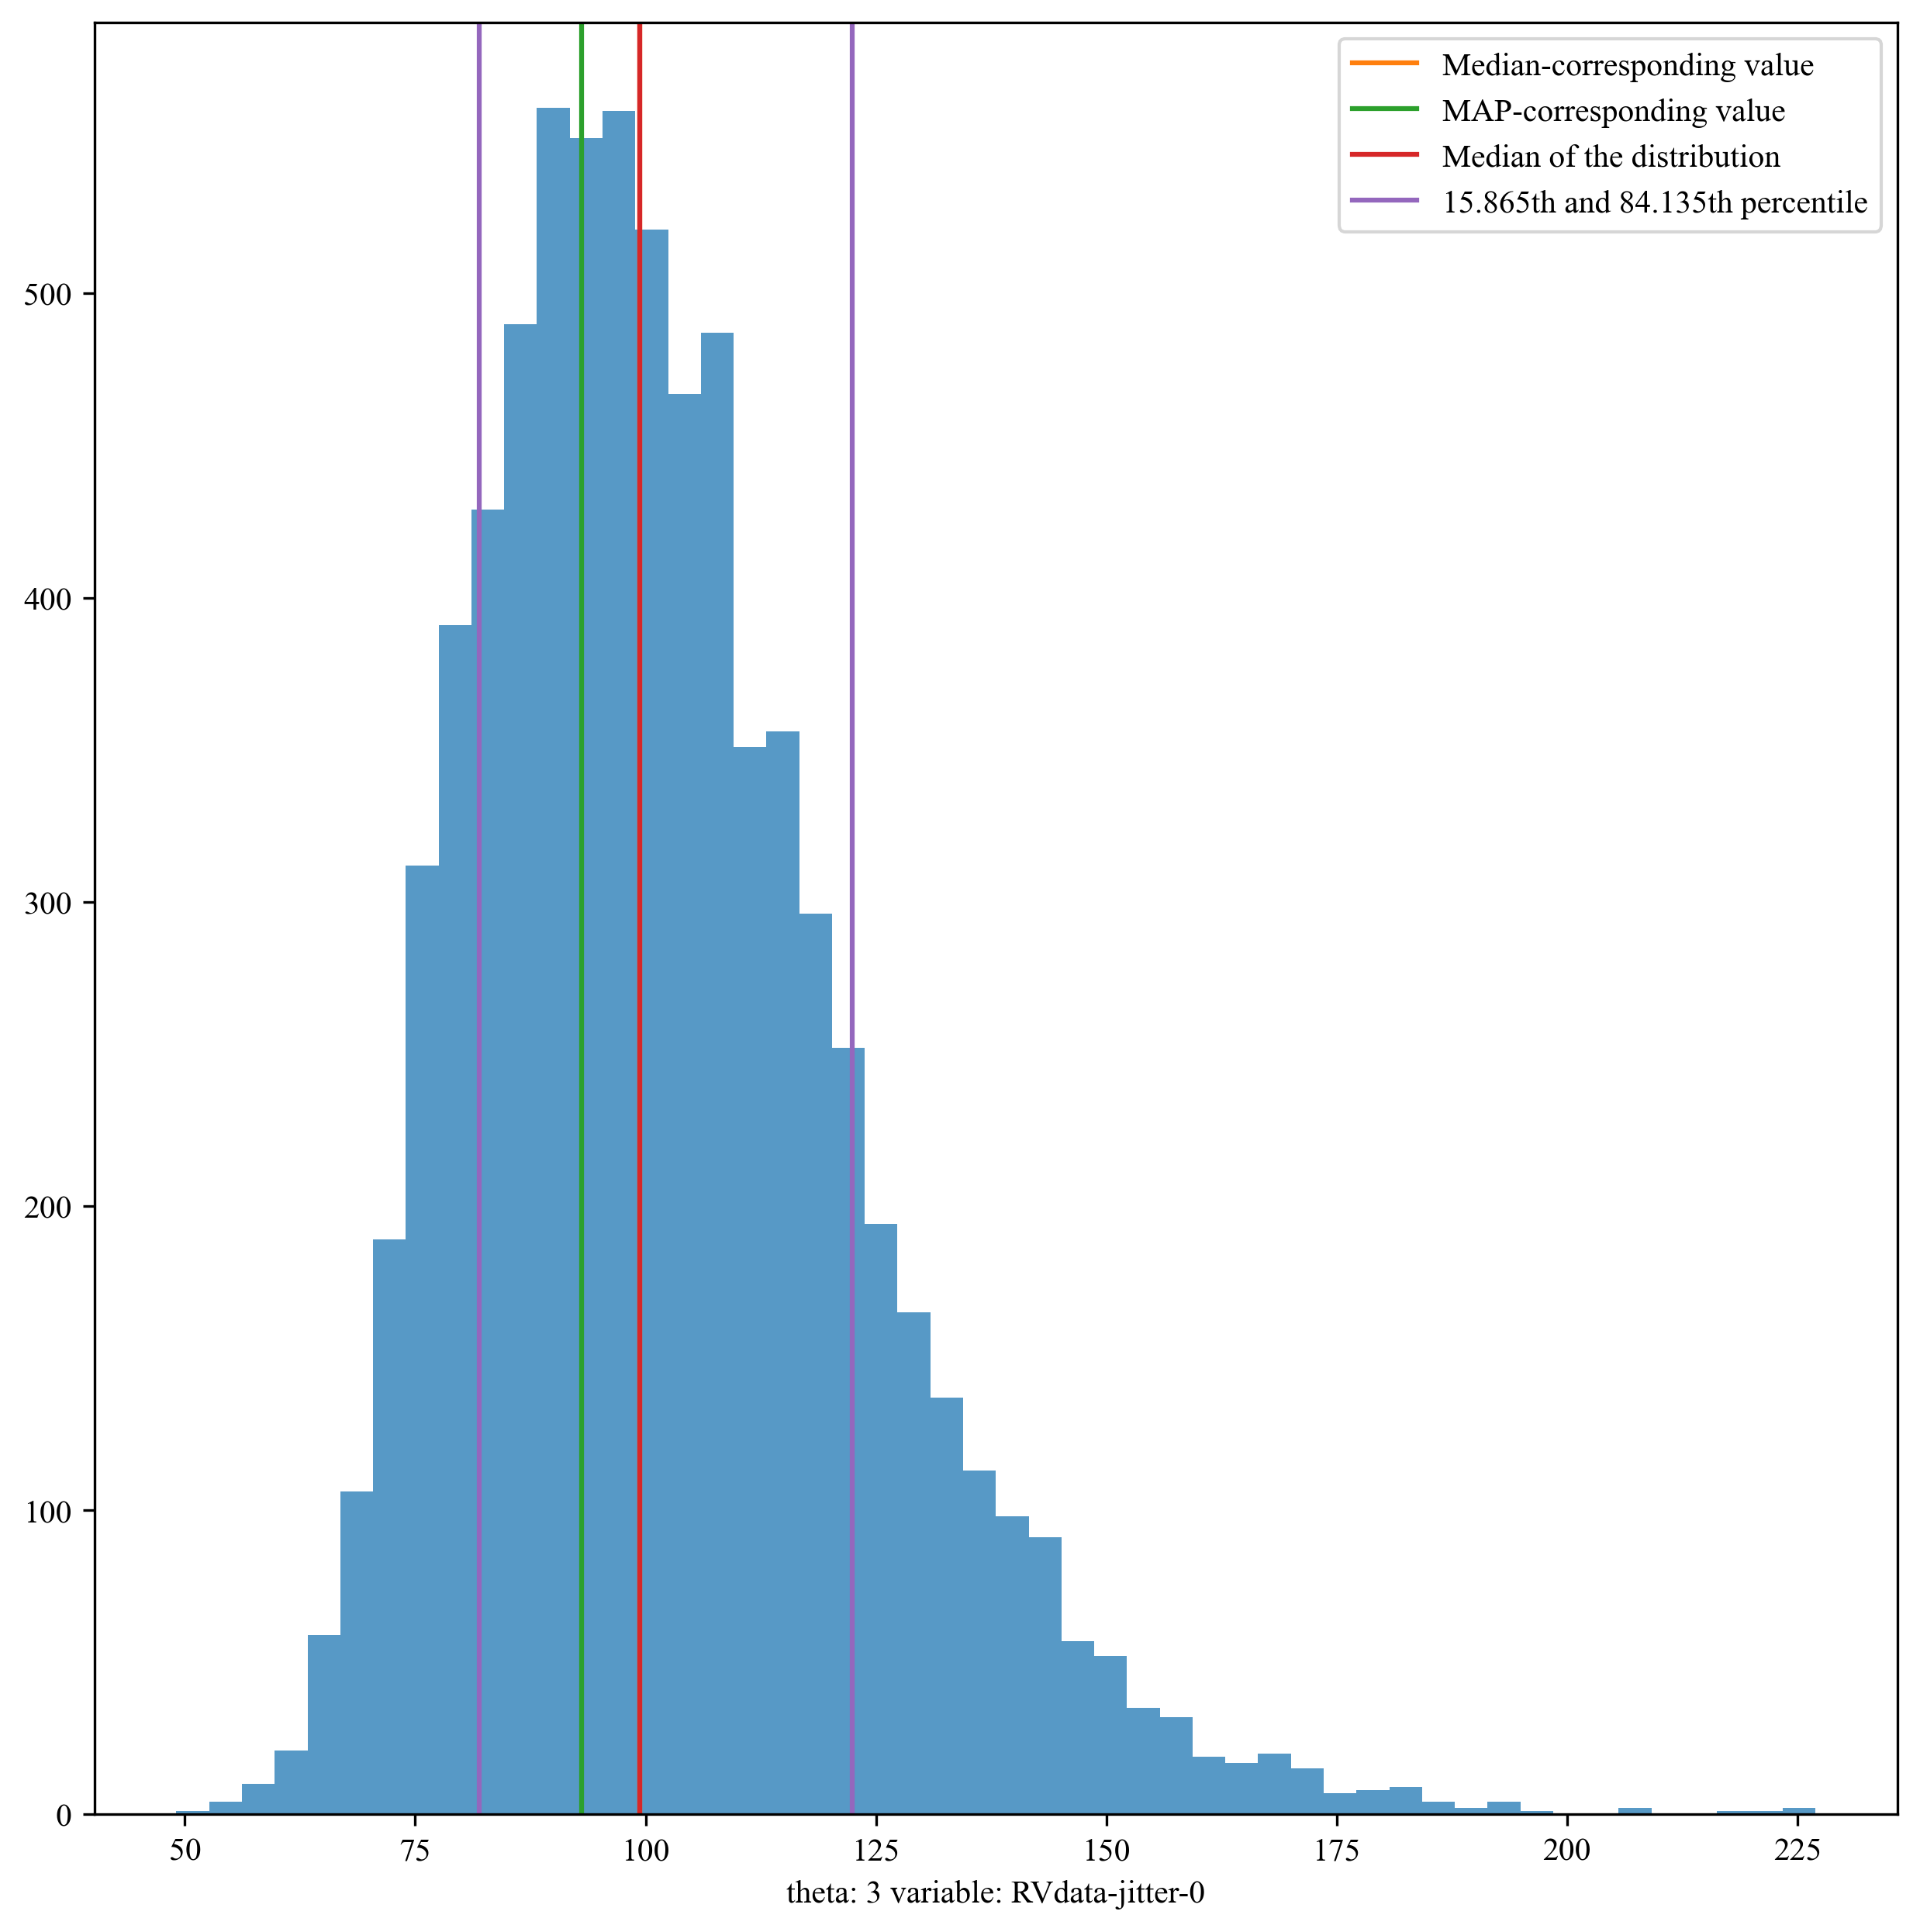 Median-corresponding value
MAP-corresponding value
Median of the distribution
15.865th and 84.135th percentile
500
400
300
200
100
0
50 75 100 125 150 175 200 225
theta: 3 variable: RVdata-jitter-0